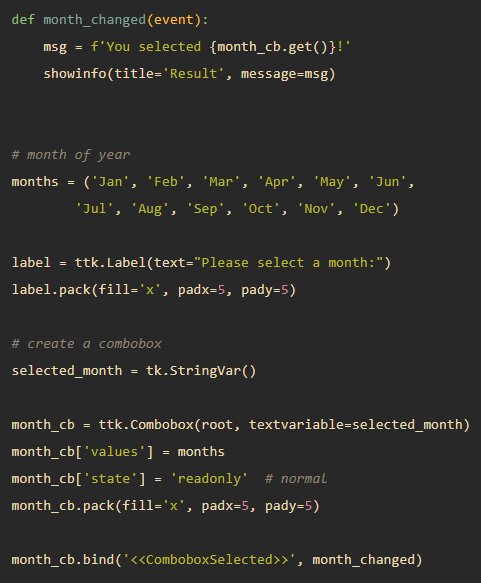 def month_changed(event):
    msg = f'You selected {month_cb.get()}!'
    showinfo(title='Result', message=msg)
# month of year
months = ('Jan', 'Feb', 'Mar', 'Apr', 'May', 'Jun',
        'Jul', 'Aug', 'Sep', 'Oct', 'Nov', 'Dec')
label = ttk.Label(text="Please select a month:")
label.pack(fill='x', padx=5, pady=5)
# create a combobox
selected_month = tk.StringVar()
month_cb = ttk.Combobox(root, textvariable=selected_month)
month_cb['values'] = months
month_cb['state'] = 'readonly'  # normal
month_cb.pack(fill='x', padx=5, pady=5)
month_cb.bind('<<ComboboxSelected>>', month_changed)